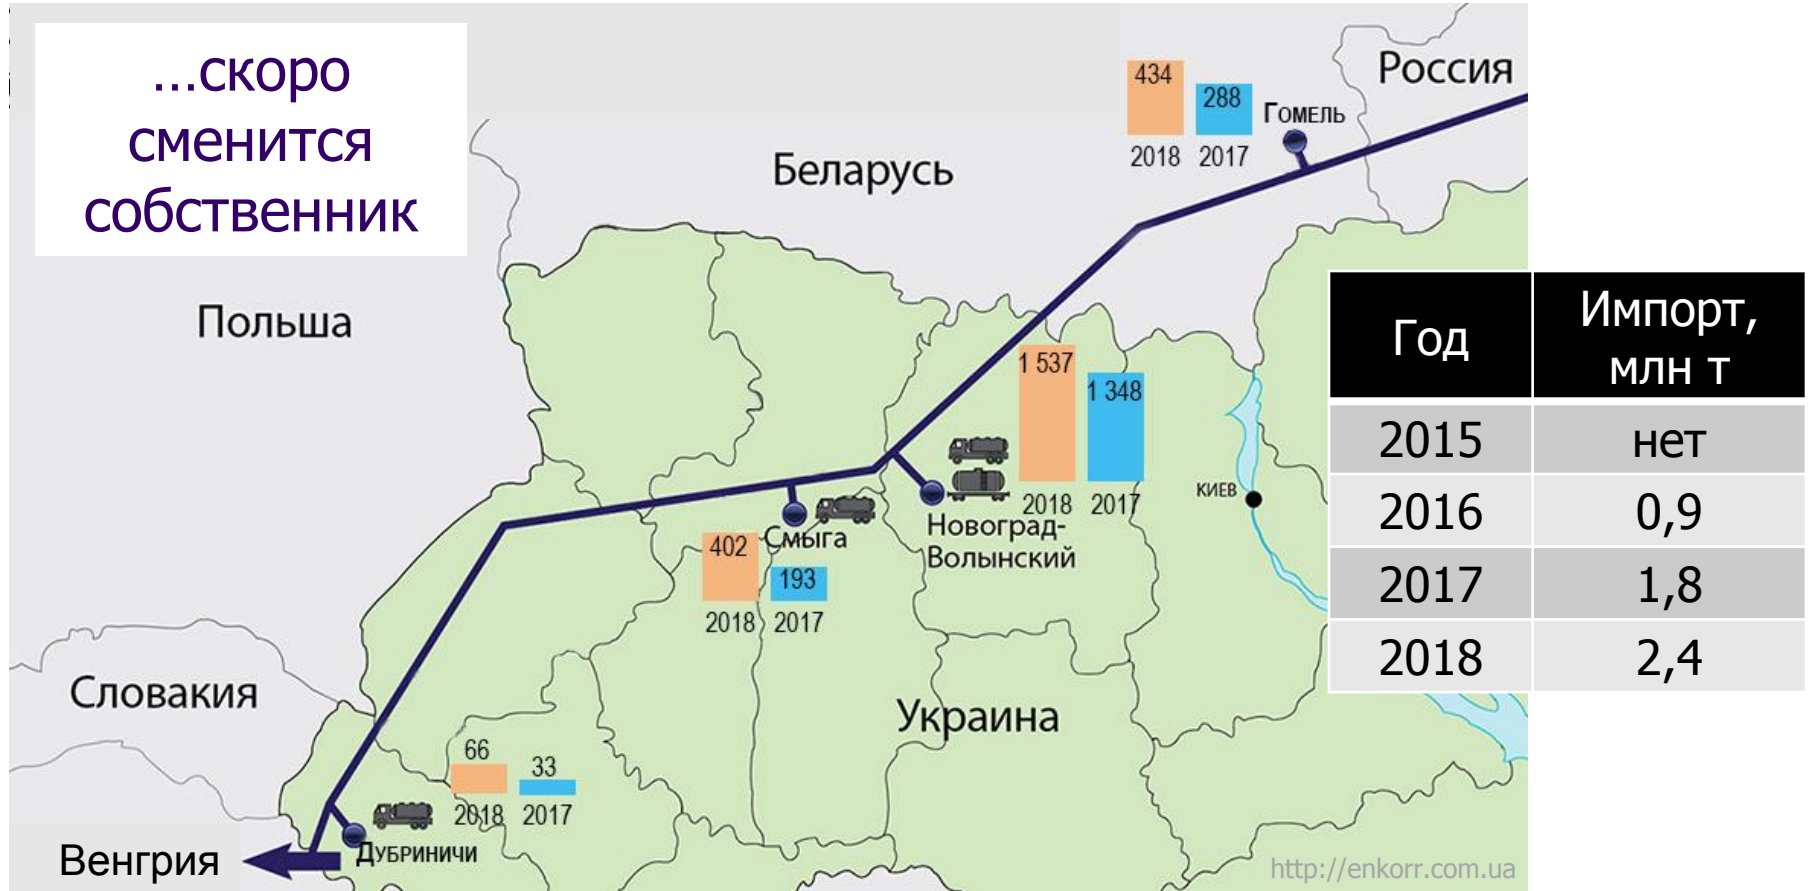 …скоро
сменится
собственник
Россия
434
288
Гомель
2018
2017
Беларусь
Польша
1 537
1 348
2018
2017
КИЕВ
Новоград-
Волынский
Смыга
402
193
2018
2017
Словакия
Украина
66
33
2018
2017
Дубриничи
Венгрия
http://enkorr.com.ua
Год
Импорт,
млн т
2015
нет
2016
0,9
2017
1,8
2018
2,4